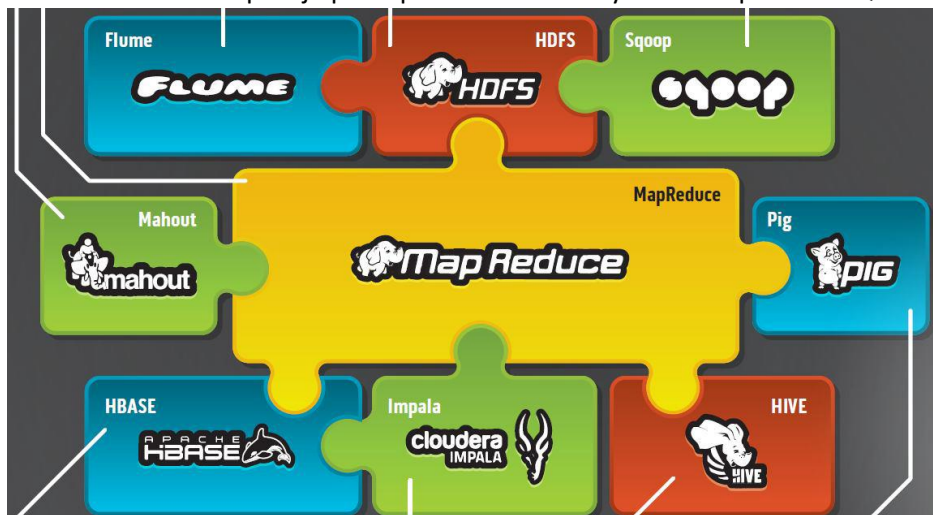 Flume
FLUME
HDFS
HDFS
Sqoop
sqoop
MapReduce
Map Reduce
Mahout
mahout
Pig
PIG
HBASE
APACHE
HBASE
Impala
cloudera
IMPALA
HIVE
HIVE